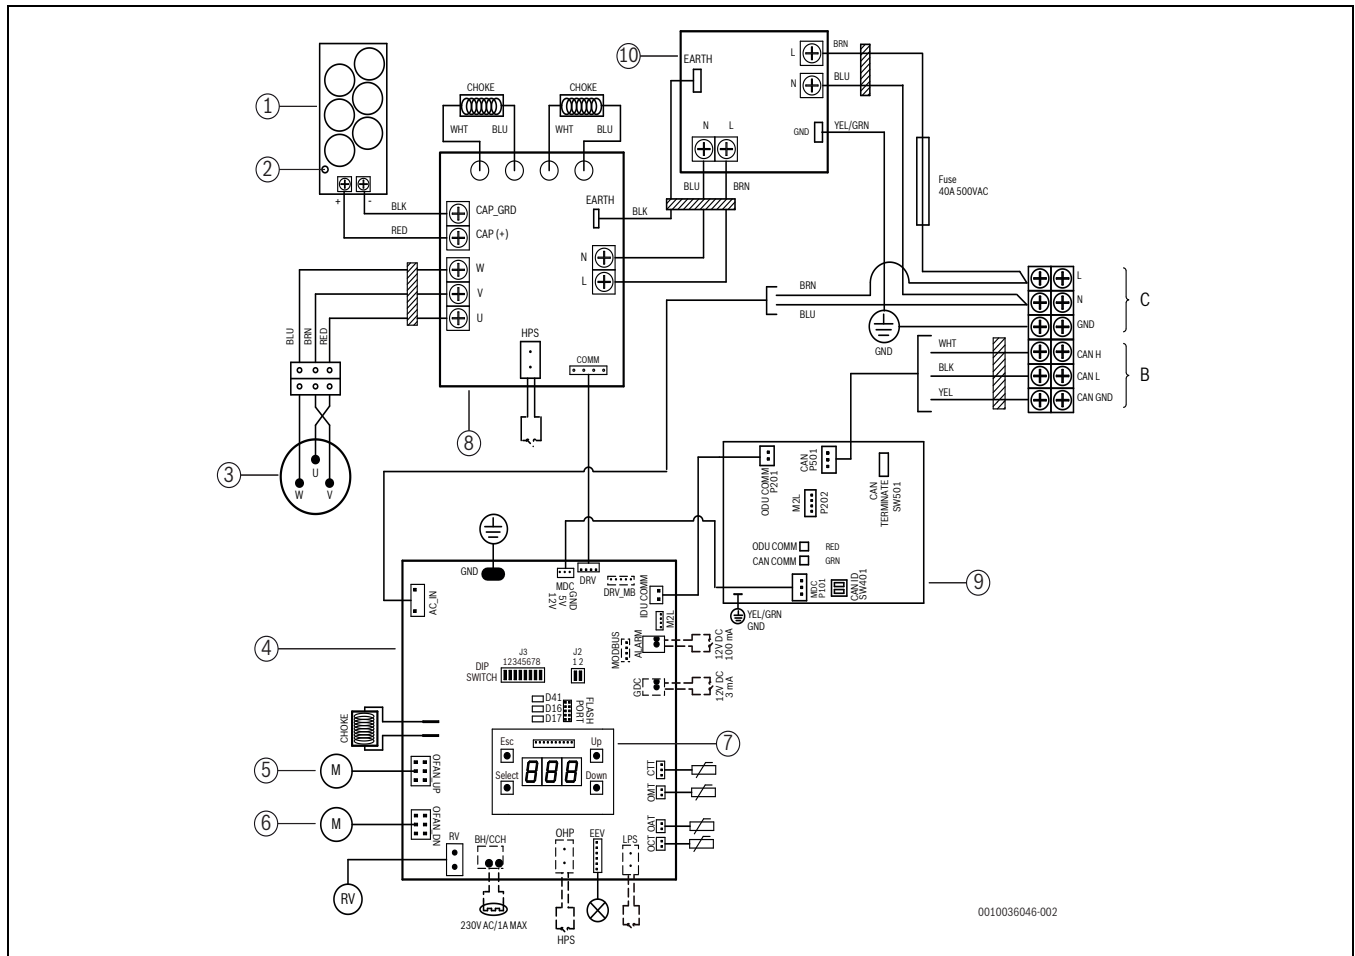 1
2
+ -
BLK
RED
CHOKE
WHT BLU
CHOKE
WHT BLU
CAP_GRD
CAP (+)
W
V
U
EARTH
BLK
N
L
HPS
COMM
8
BLU
BRN
RED
3
U
W V
10
EARTH
L
BRN
N
BLU
GND
YEL/GRN
N L
BLU BRN
Fuse
40A 500VAC
BRN
BLU
GND
L
N
GND
CAN H
CAN L
CAN GND
C
B
WHT
BLK
YEL
ODU COMM
P201
CAN
P501
M2L
P202
CAN
TERMINATE
SW501
ODU COMM RED
CAN COMM GRN
MDC
P101
CAN ID
SW401
9
YEL/GRN
GND
GND
AC_IN
MDC
12V
5V
GND
DRV
DRV_MB
IDU COMM
M2L
MODBUS
ALARM
12V DC
100 mA
GDC
12V DC
3 mA
4
DIP
SWITCH
J3
12345678
J2
1 2
D41
D16
D17
FLASH
PORT
Esc Up
888
Select Down
7
CHOKE
5
M
OFAN_UP
6
M
OFAN_DN
CTT
OMT
OAT
OCT
RV
RV
BH/CCH
230V AC/1A MAX
OHP
HPS
EEV
LPS
0010036046-002